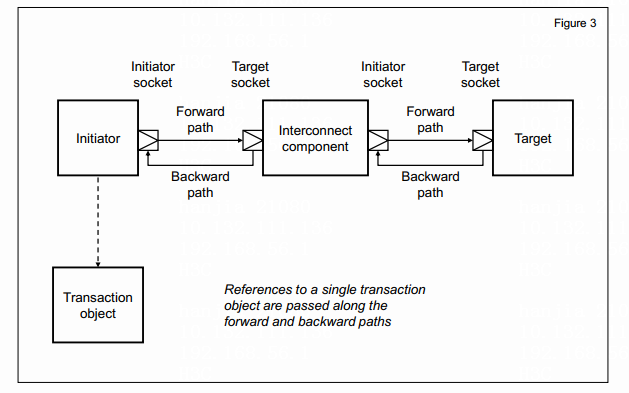 Figure 3
Initiator
socket
Target
socket
Initiator
socket
Target
socket
Initiator
Forward
path
Backward
path
Interconnect
component
Forward
path
Backward
path
Target
Transaction
object
References to a single transaction
object are passed along the
forward and backward paths